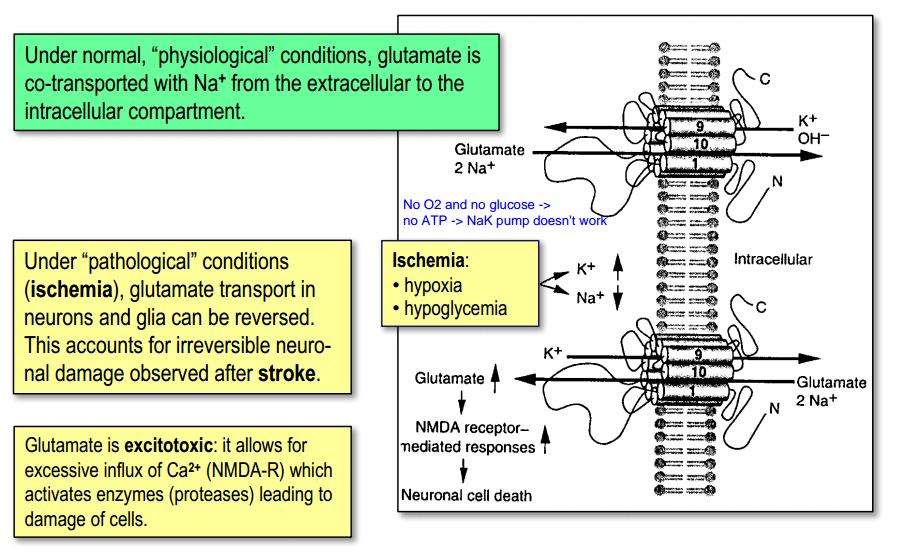 Under normal, “physiological” conditions, glutamate is
co-transported with Na⁺ from the extracellular to the
intracellular compartment.
C
K⁺
OH⁻
9
10
1
Glutamate
2 Na⁺
N
No O2 and no glucose ->
no ATP -> NaK pump doesn't work
Under “pathological” conditions
(ischemia), glutamate transport in
neurons and glia can be reversed.
This accounts for irreversible neuro-
nal damage observed after stroke.
Ischemia:
• hypoxia
• hypoglycemia
K⁺
Na⁺
Intracellular
C
K⁺
9
10
1
Glutamate
Glutamate
2 Na⁺
N
NMDA receptor–
mediated responses
Neuronal cell death
Glutamate is excitotoxic: it allows for
excessive influx of Ca²⁺ (NMDA-R) which
activates enzymes (proteases) leading to
damage of cells.